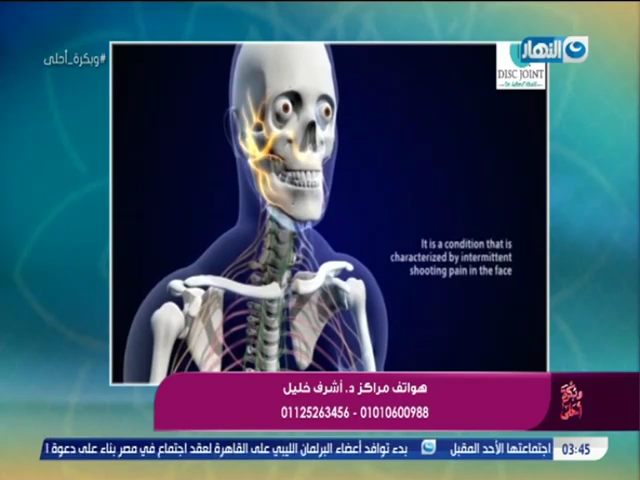 #وبكرة_أحلى
النهار
DISC JOINT
It is a condition that is
characterized by intermittent
shooting pain in the face
هواتف مراكز د. أشرف خليل
01125263456 - 01010600988
وبكرة
أحلى
اجتماعتها الأحد المقبل
بدء توافد أعضاء البرلمان الليبي على القاهرة لعقد اجتماع في مصر بناء على دعوة ا
03:45